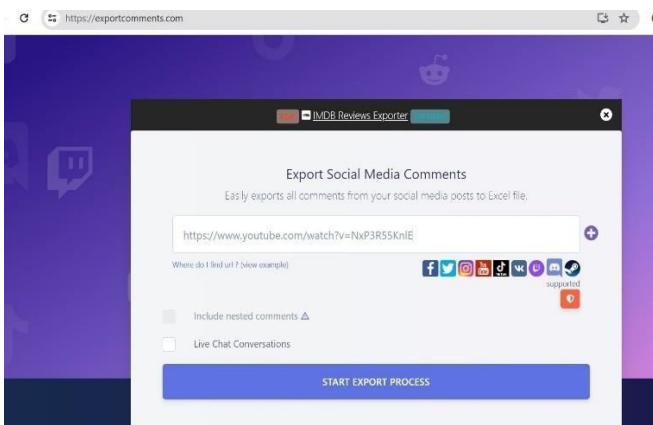 https://exportcomments.com
IMDB Reviews Exporter
Export Social Media Comments
Easily exports all comments from your social media posts to Excel file.
https://www.youtube.com/watch?v=NxP3R55KnlE
Where do I find url ? (view example)
supported
Include nested comments
Live Chat Conversations
START EXPORT PROCESS